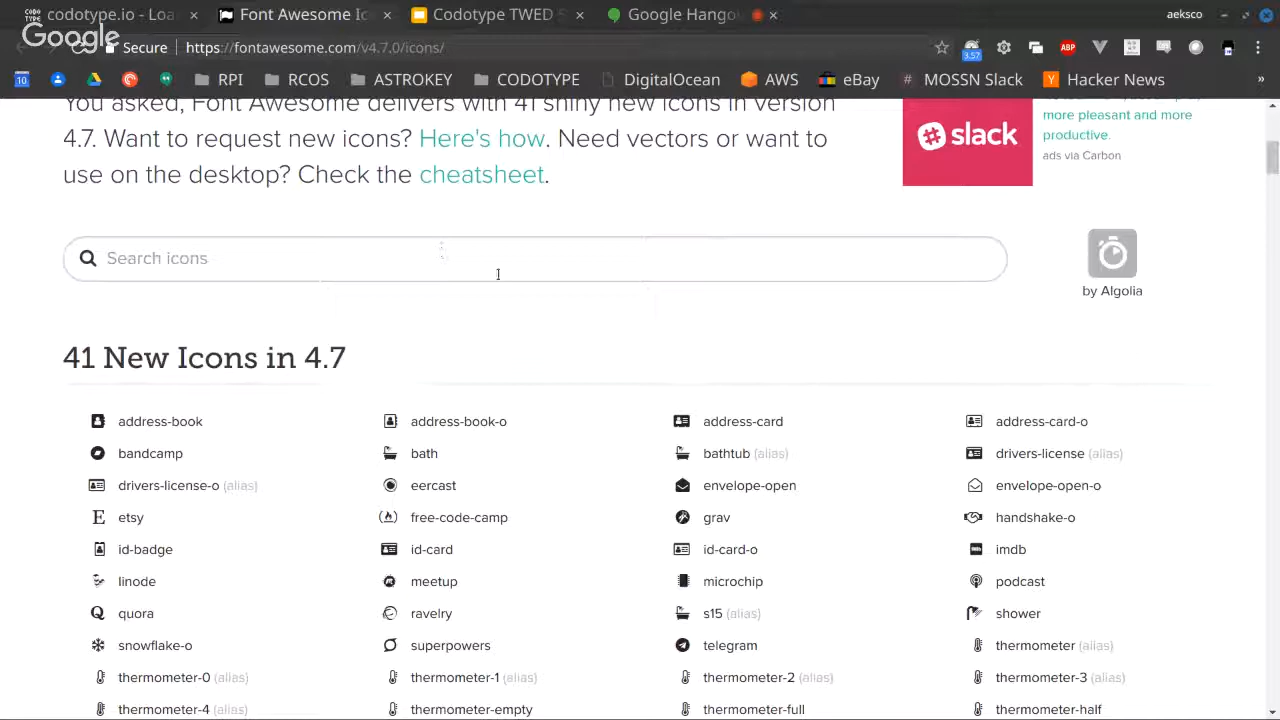 codotype.io - Loa
Font Awesome Ic
Codotype TWED
Google Hango
aeksco
Google
Secure
https://fontawesome.com/v4.7.0/icons/
3.57
ABP
10
RPI
RCOS
ASTROKEY
CODOTYPE
DigitalOcean
AWS
eBay
# MOSSN Slack
Y Hacker News
»
You asked, Font Awesome delivers with 41 shiny new icons in version
4.7. Want to request new icons? Here's how. Need vectors or want to
use on the desktop? Check the cheatsheet.
slack
more pleasant and more
productive.
ads via Carbon
Search icons
by Algolia
41 New Icons in 4.7
address-book address-book-o address-card address-card-o
bandcamp bath bathtub (alias) drivers-license (alias)
drivers-license-o (alias) eercast envelope-open envelope-open-o
etsy free-code-camp grav handshake-o
id-badge id-card id-card-o imdb
linode meetup microchip podcast
quora ravelry s15 (alias) shower
snowflake-o superpowers telegram thermometer (alias)
thermometer-0 (alias) thermometer-1 (alias) thermometer-2 (alias) thermometer-3 (alias)
thermometer-4 (alias) thermometer-empty thermometer-full thermometer-half